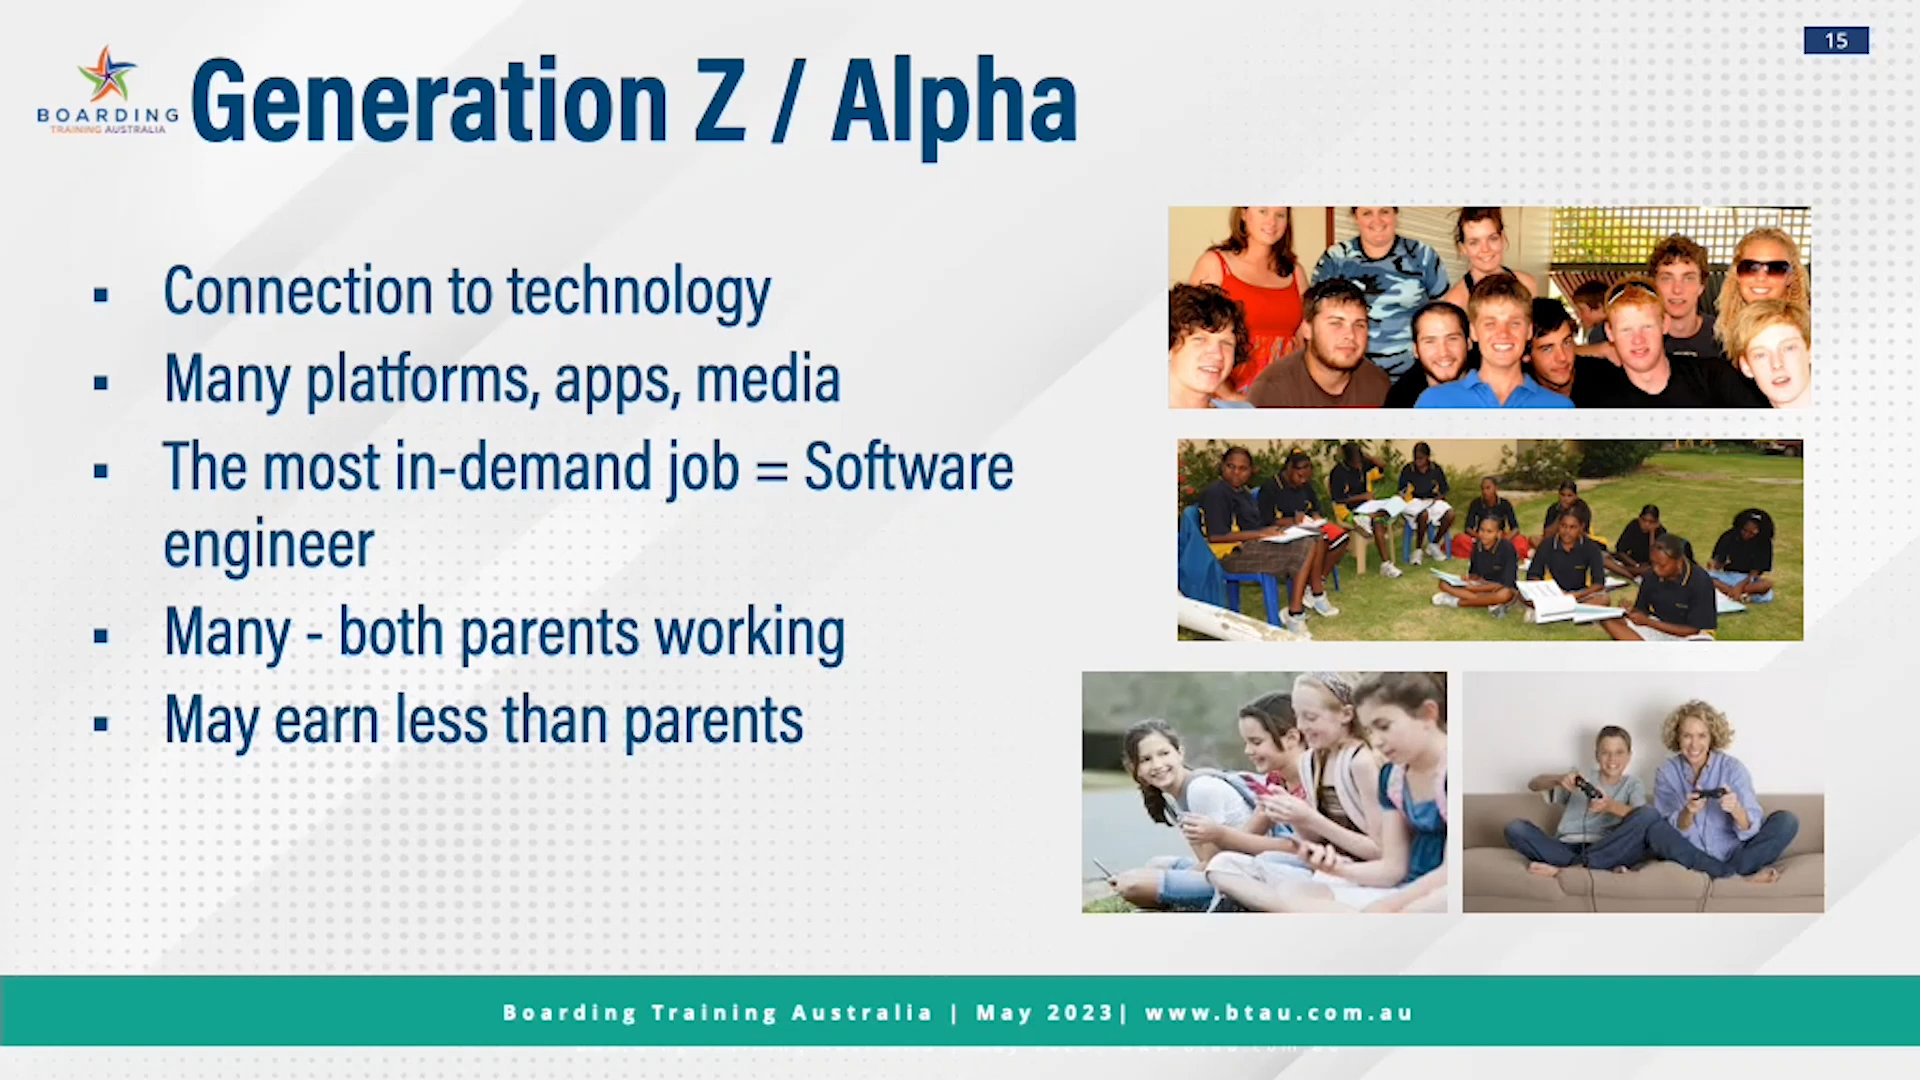 15
BOARDING
TRAINING AUSTRALIA
Generation Z / Alpha
▪ Connection to technology
▪ Many platforms, apps, media
▪ The most in-demand job = Software
engineer
▪ Many - both parents working
▪ May earn less than parents
Boarding Training Australia | May 2023| www.btau.com.au